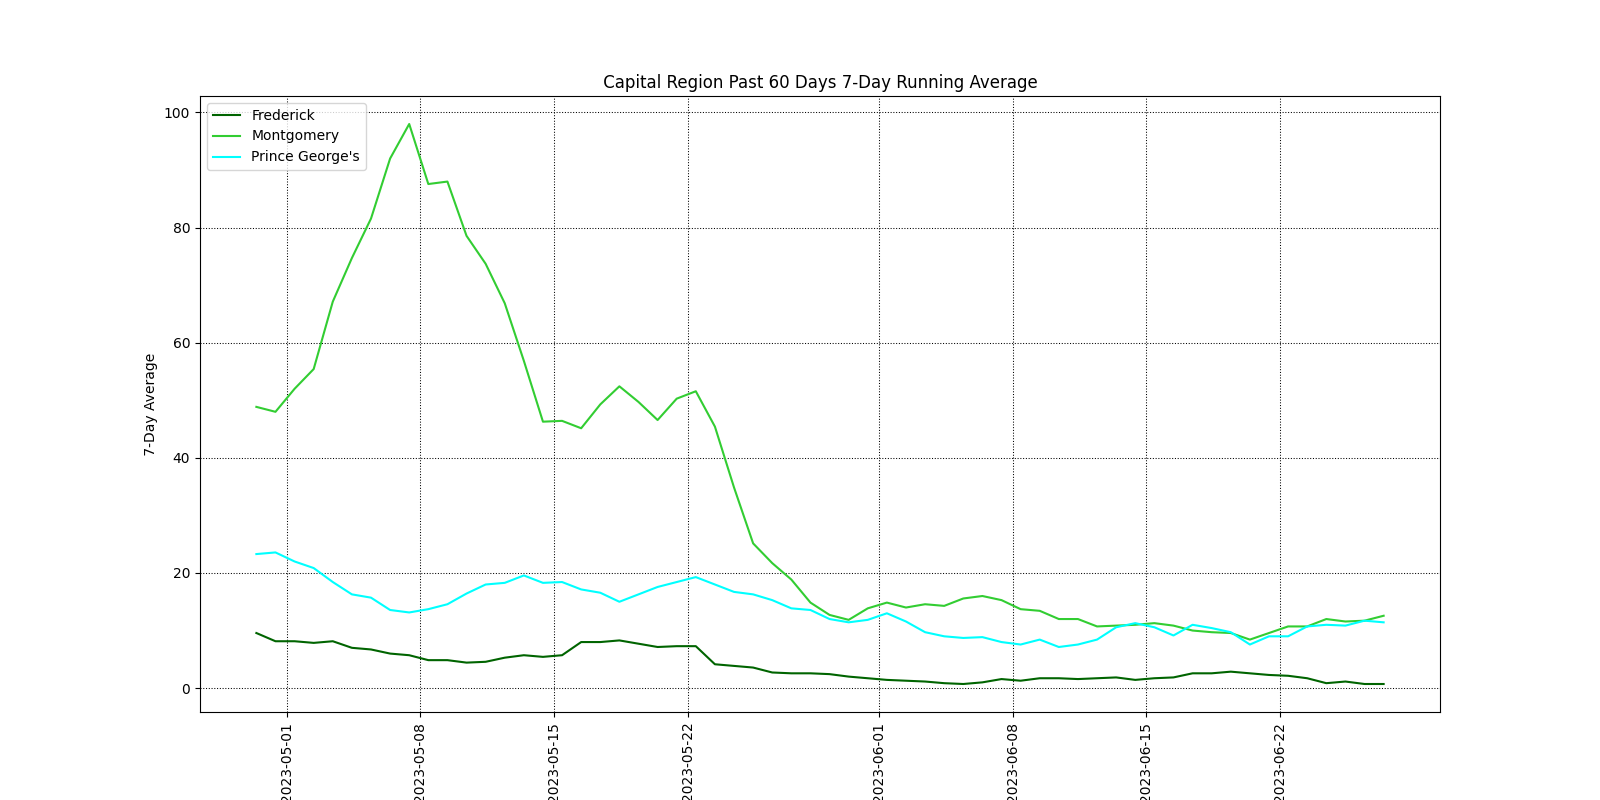 Capital Region Past 60 Days 7-Day Running Average
Frederick
Montgomery
Prince George's
7-Day Average
100
80
60
40
20
0
2023-05-01
2023-05-08
2023-05-15
2023-05-22
2023-06-01
2023-06-08
2023-06-15
2023-06-22